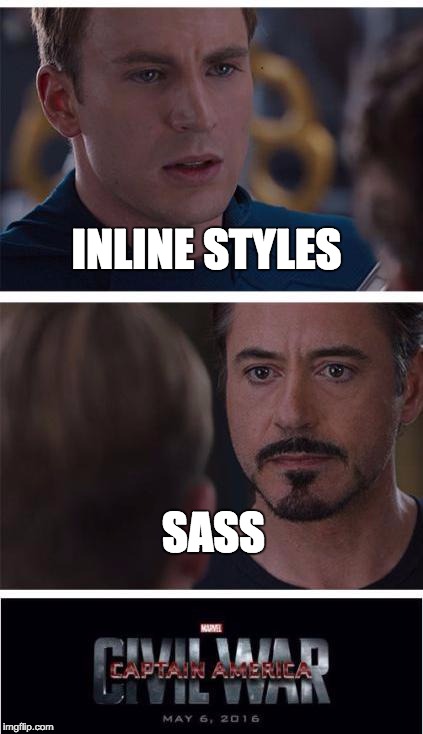 INLINE STYLES
SASS
MARVEL
CIVIL WAR
CAPTAIN AMERICA
MAY 6, 2016
imgflip.com